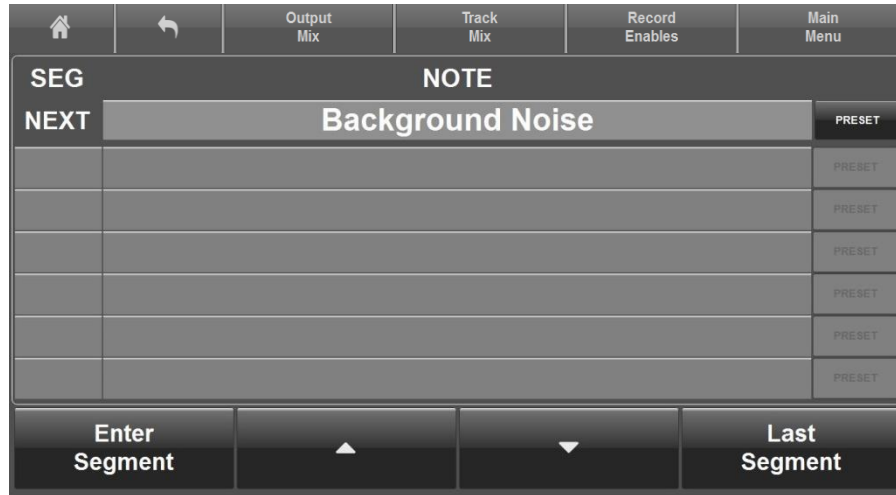 Output
Mix
Track
Mix
Record
Enables
Main
Menu
SEG
NOTE
NEXT
Background Noise
PRESET
PRESET
PRESET
PRESET
PRESET
PRESET
PRESET
Enter
Segment
Last
Segment